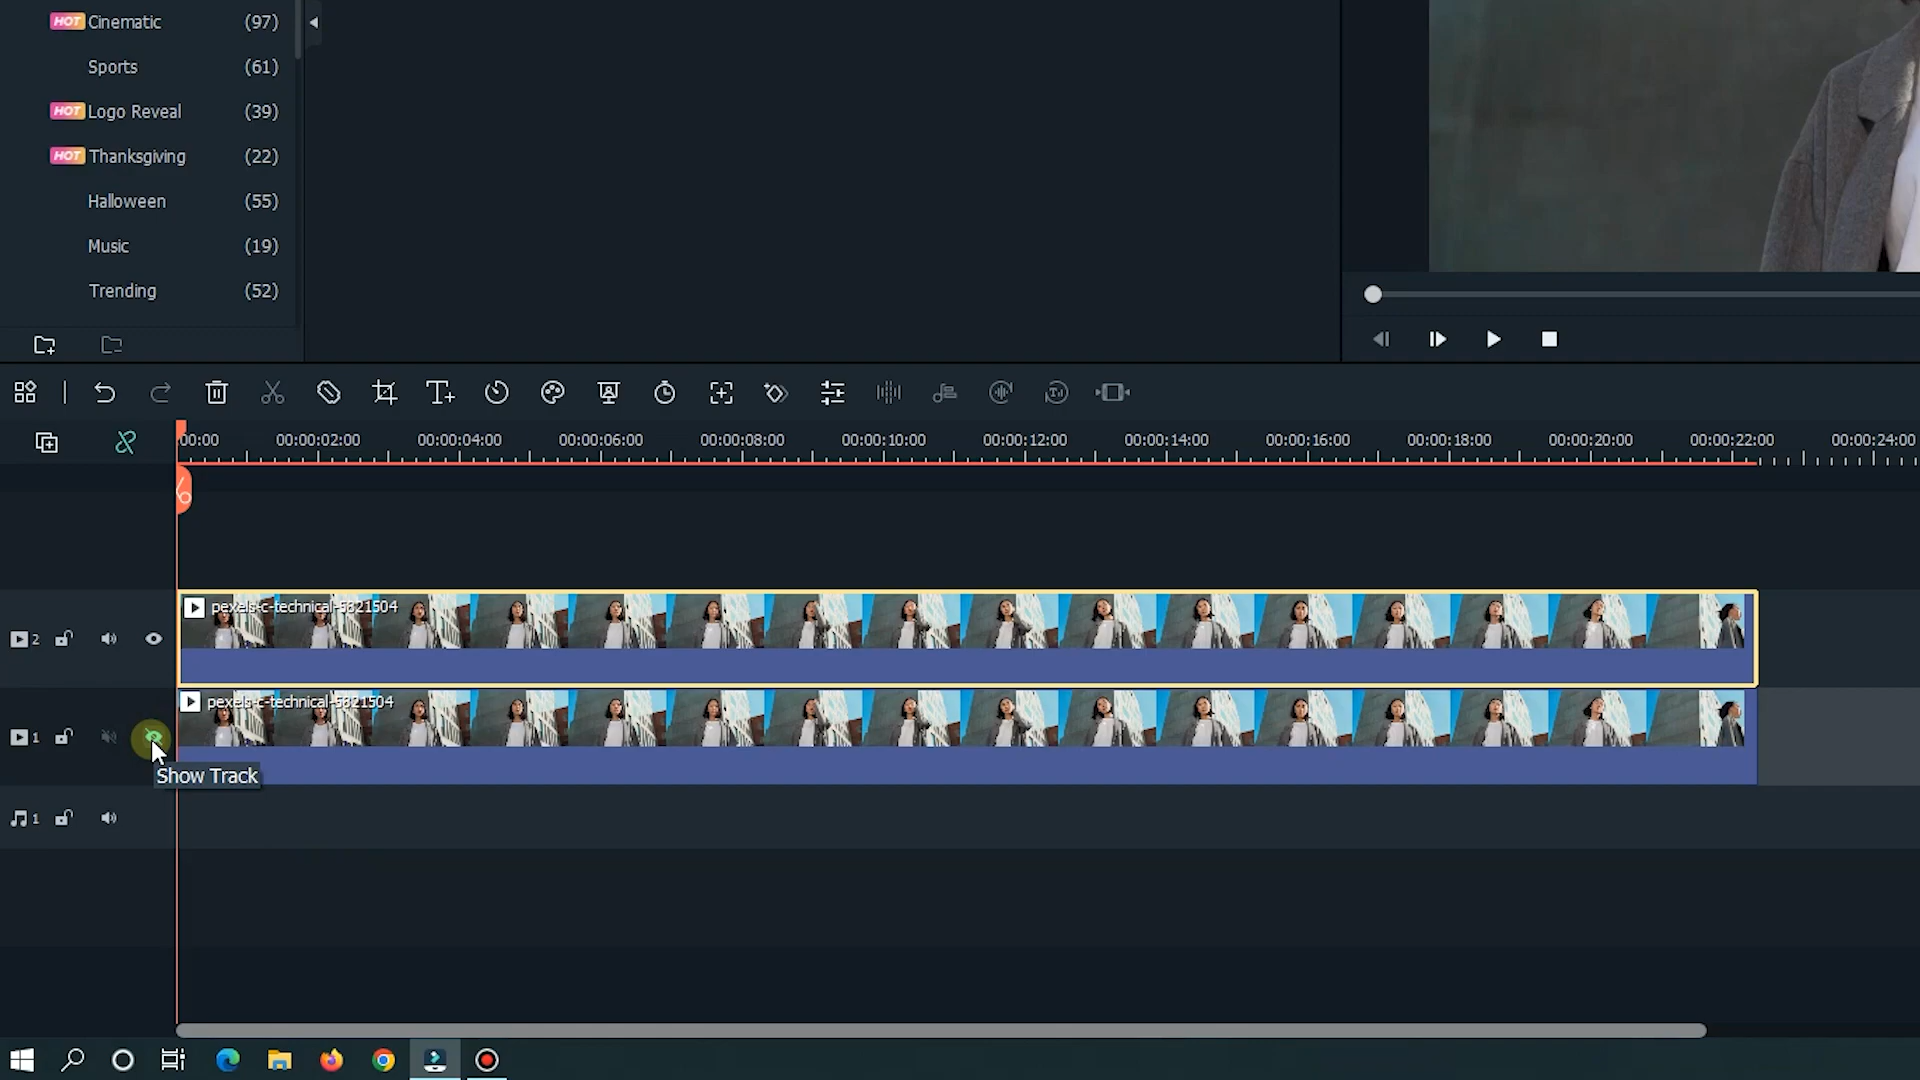 HOT Cinematic (97)
Sports (61)
HOT Logo Reveal (39)
HOT Thanksgiving (22)
Halloween (55)
Music (19)
Trending (52)
00:00 00:00:02:00 00:00:04:00 00:00:06:00 00:00:08:00 00:00:10:00 00:00:12:00 00:00:14:00 00:00:16:00 00:00:18:00 00:00:20:00 00:00:22:00 00:00:24:00
pexels-c-technical-5821504
2
pexels-c-technical-5821504
1
Show Track
1